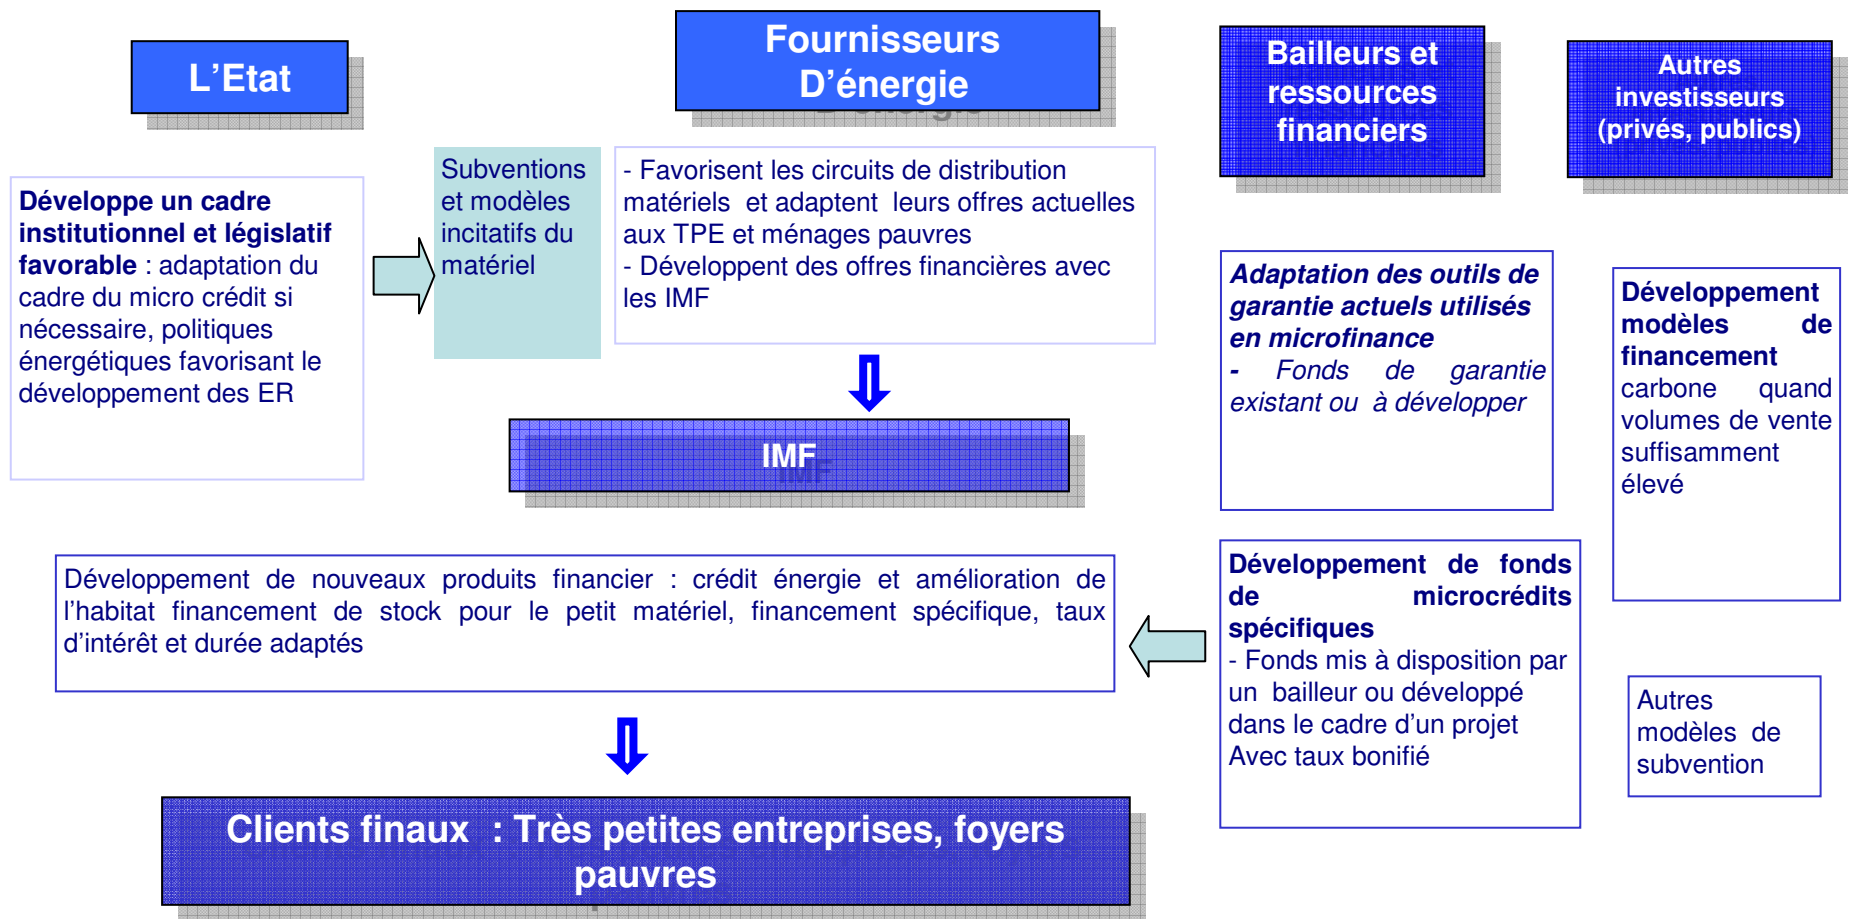 L'Etat
Fournisseurs
D'énergie
Bailleurs et
ressources
financiers
Autres
investisseurs
(privés, publics)
Développe un cadre
institutionnel et législatif
favorable : adaptation du
cadre du micro crédit si
nécessaire, politiques
énergétiques favorisant le
développement des ER
Subventions
et modèles
incitatifs du
matériel
- Favorisent les circuits de distribution
matériels et adaptent leurs offres actuelles
aux TPE et ménages pauvres
- Développent des offres financières avec
les IMF
Adaptation des outils de
garantie actuels utilisés
en microfinance
- Fonds de garantie
existant ou à développer
Développement
modèles de
financement
carbone quand
volumes de vente
suffisamment
élevé
IMF
Développement de nouveaux produits financier : crédit énergie et amélioration de
l'habitat financement de stock pour le petit matériel, financement spécifique, taux
d'intérêt et durée adaptés
Développement de fonds
de microcrédits
spécifiques
- Fonds mis à disposition par
un bailleur ou développé
dans le cadre d'un projet
Avec taux bonifié
Autres
modèles de
subvention
Clients finaux : Très petites entreprises, foyers
pauvres